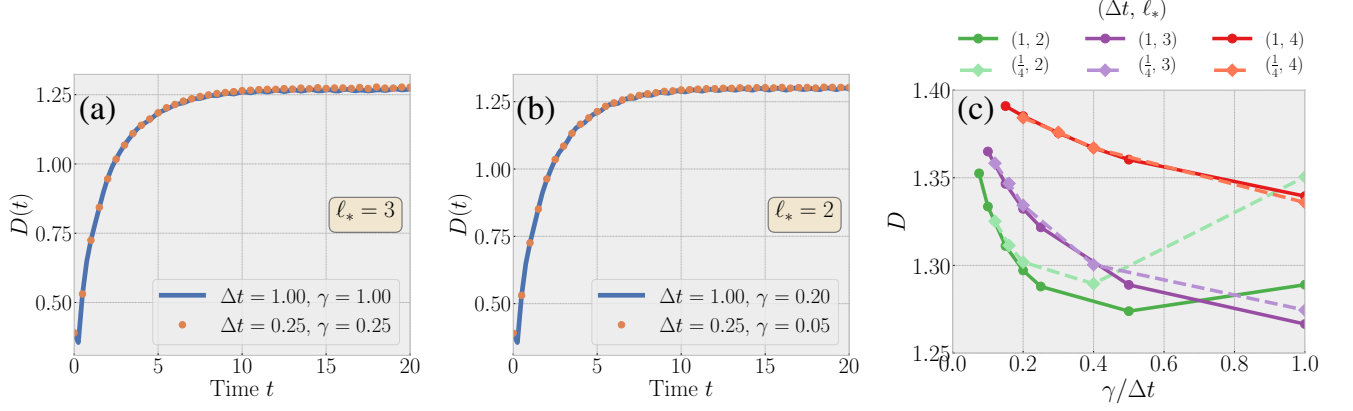 (a)
D(t)
1.25
1.00
0.75
0.50
ℓ* = 3
Δt = 1.00, γ = 1.00
Δt = 0.25, γ = 0.25
0 5 10 15 20
Time t
(b)
D(t)
1.25
1.00
0.75
0.50
ℓ* = 2
Δt = 1.00, γ = 0.20
Δt = 0.25, γ = 0.05
0 5 10 15 20
Time t
(Δt, ℓ*)
(1, 2) (1, 3) (1, 4)
(1/4, 2) (1/4, 3) (1/4, 4)
(c)
D
1.40
1.35
1.30
1.25
0.0 0.2 0.4 0.6 0.8 1.0
γ/Δt